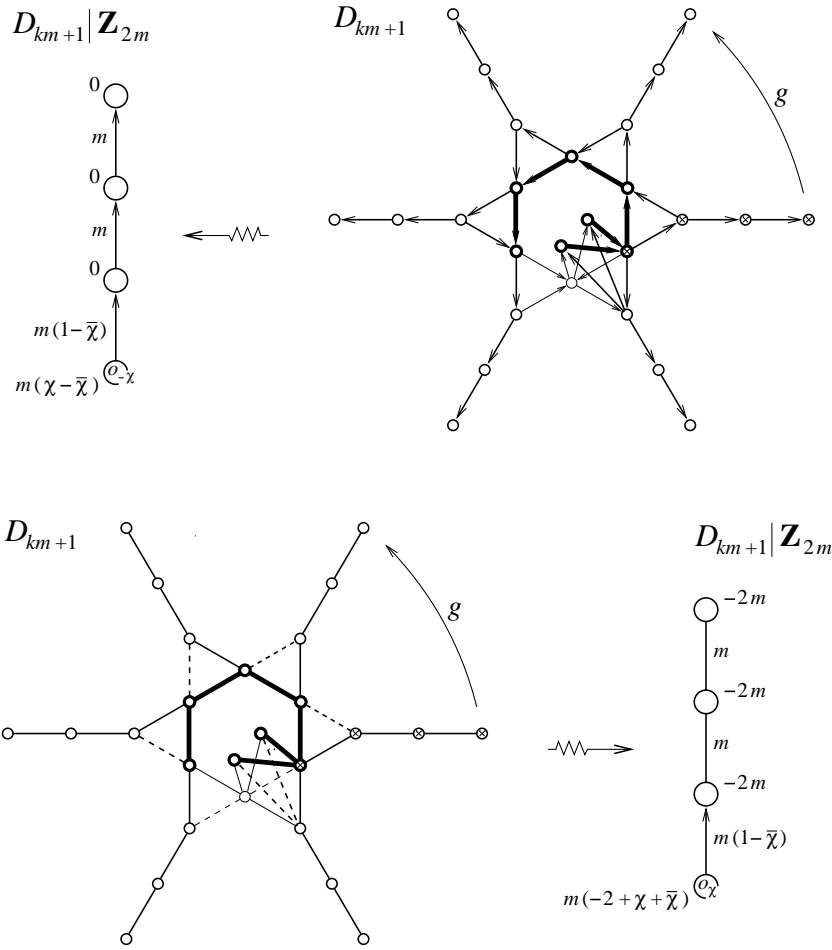 D_{km+1}|Z_{2m}
D_{km+1}
g
0
m
0
m
0
m(1−χ̄)
m(χ−χ̄)
o_{−χ}
D_{km+1}
g
D_{km+1}|Z_{2m}
−2m
m
−2m
m
−2m
m(1−χ̄)
m(−2+χ+χ̄)
o_χ